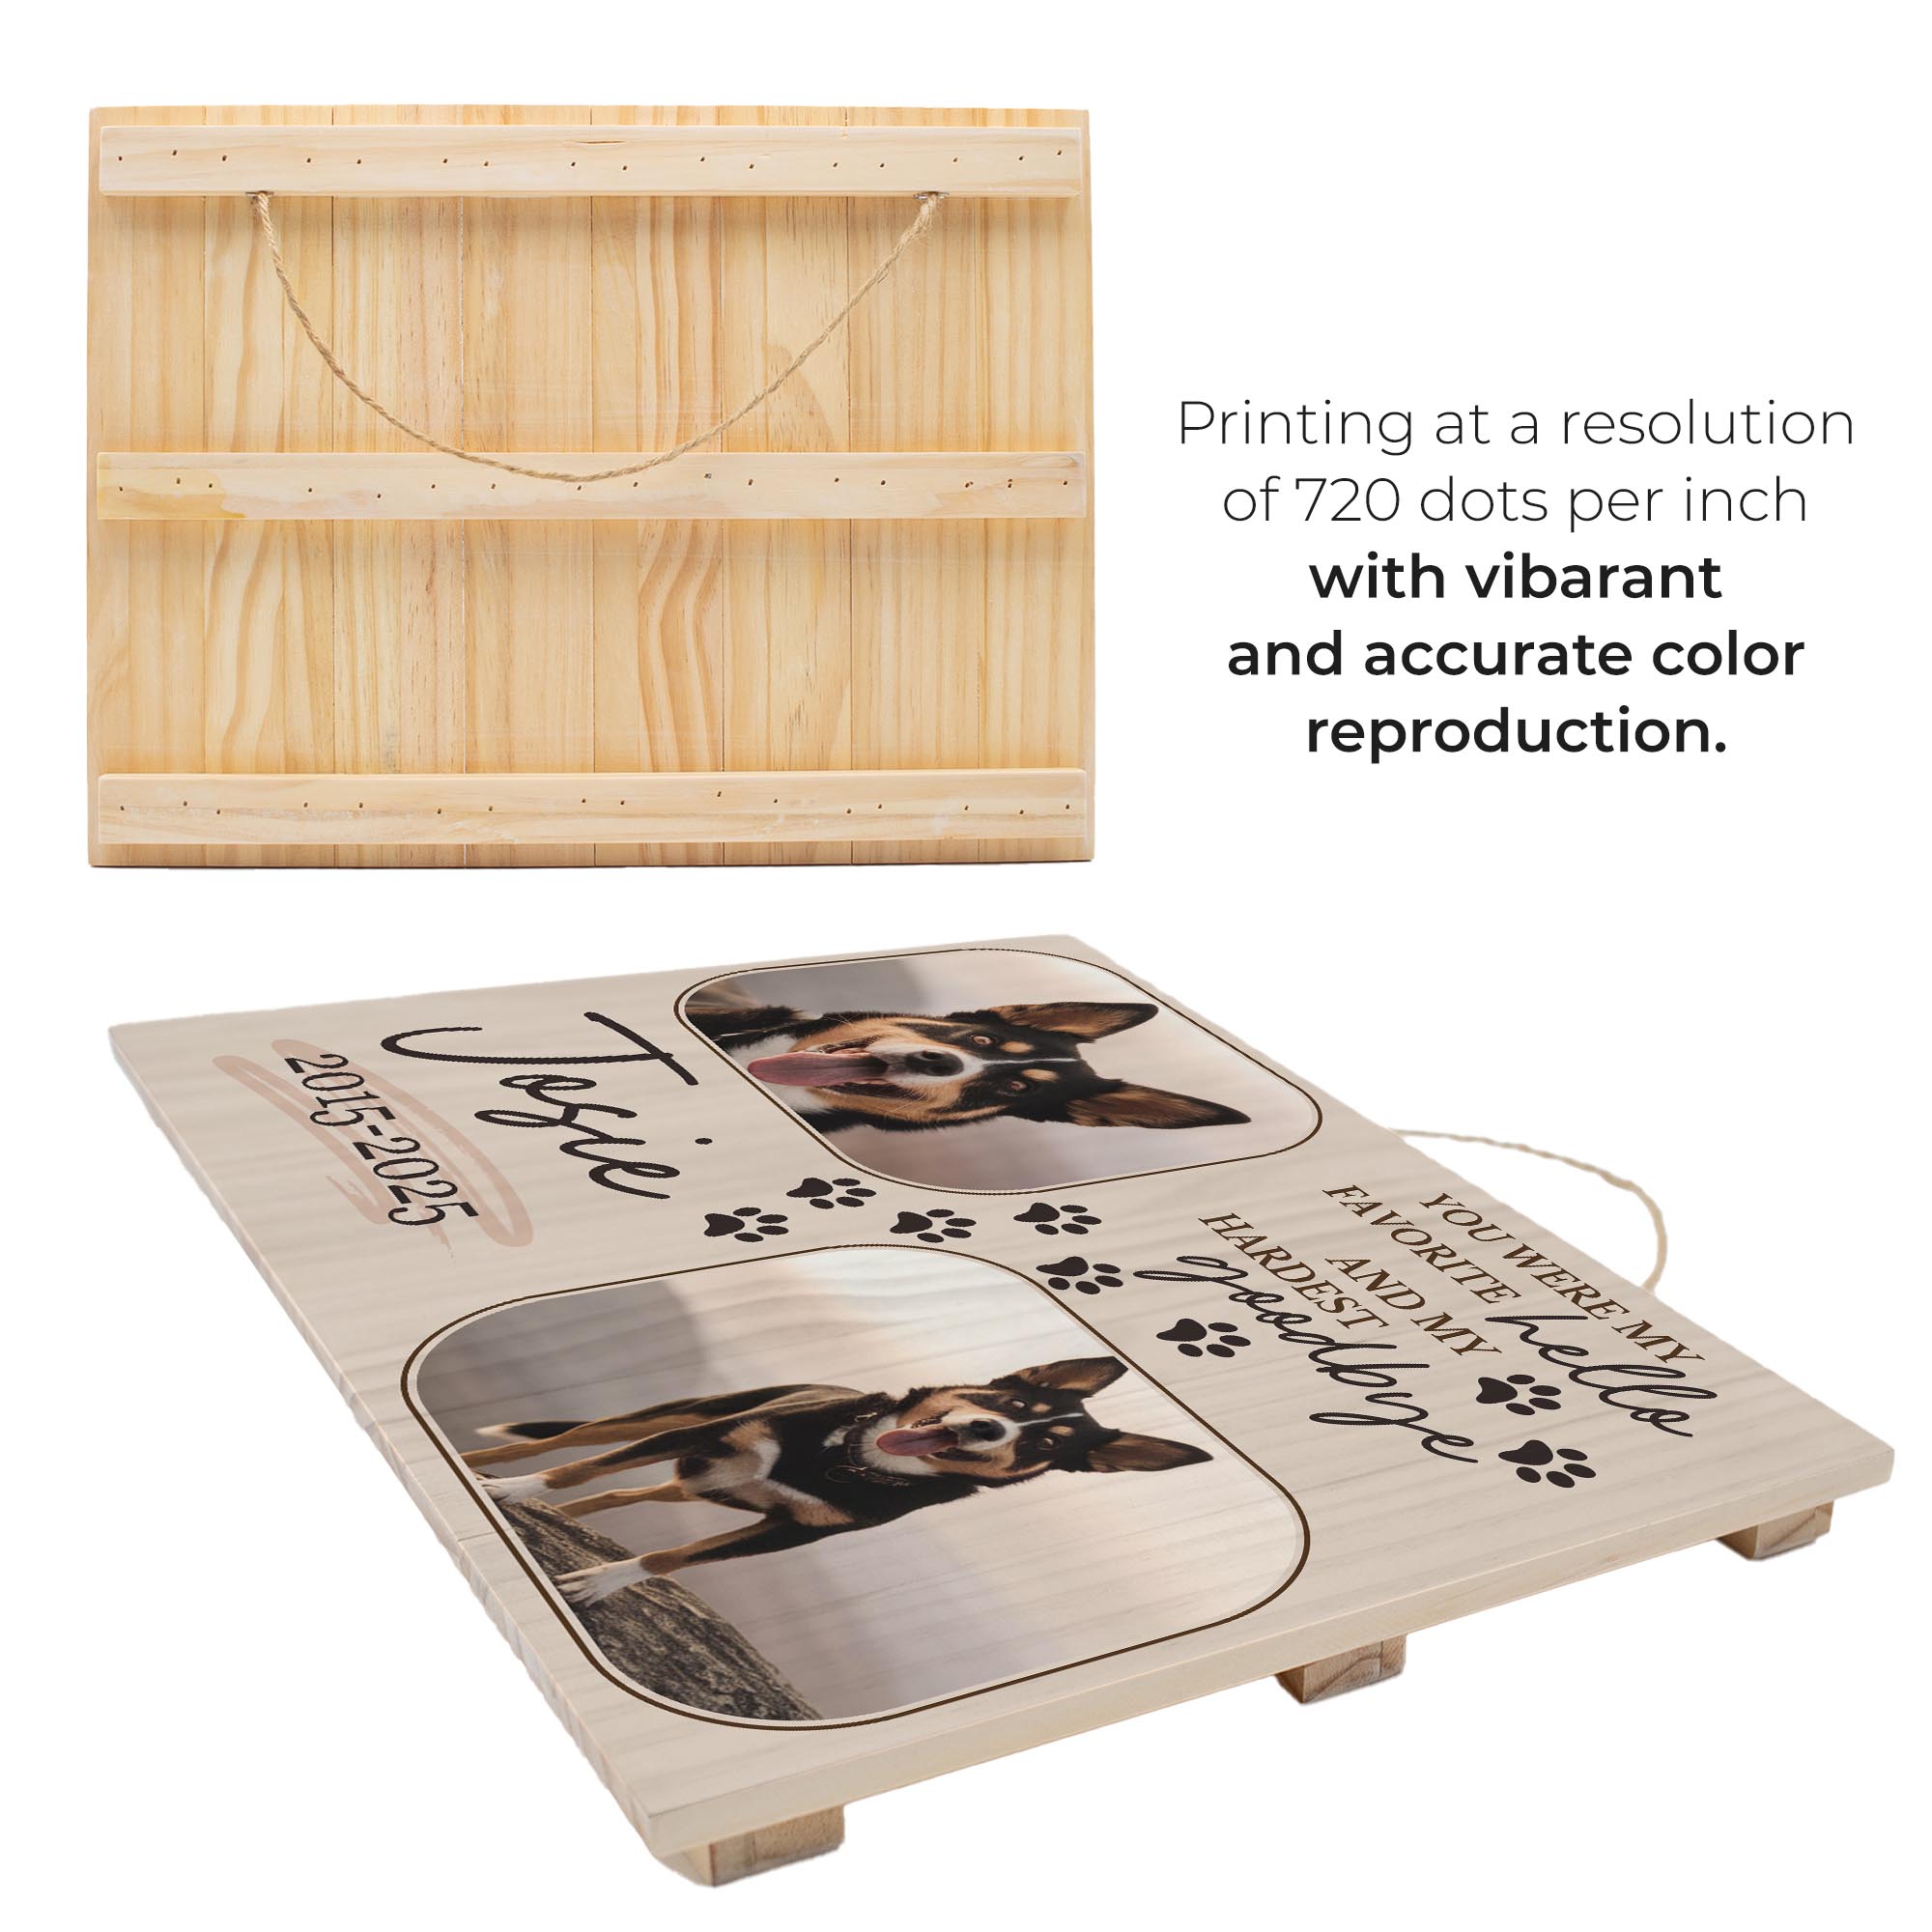 Printing at a resolution
of 720 dots per inch
with vibarant
and accurate color
reproduction.
YOU WERE MY
FAVORITE hello
AND MY
HARDEST
goodbye
Josie
2015-2025